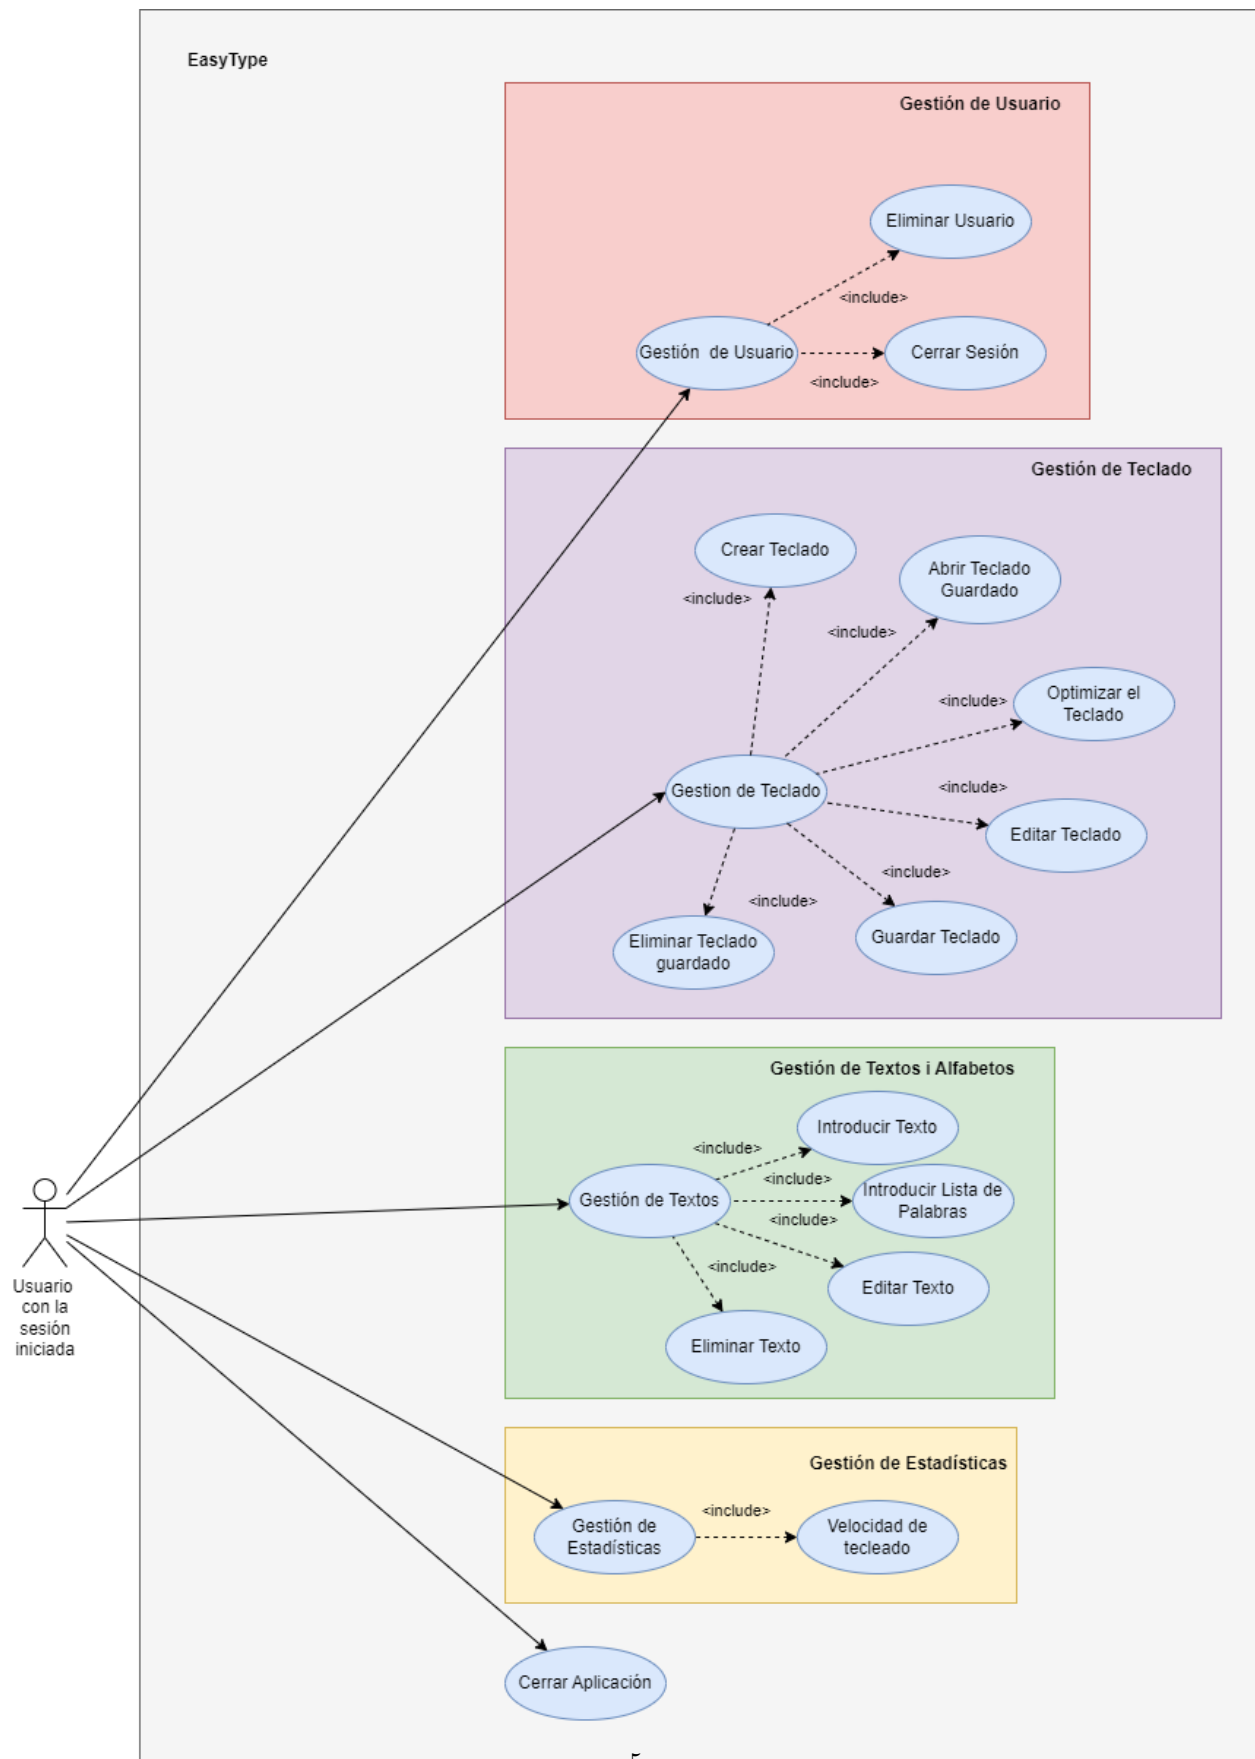 EasyType
Gestión de Usuario
Eliminar Usuario
<include>
Gestión de Usuario
Cerrar Sesión
<include>
Gestión de Teclado
Crear Teclado
Abrir Teclado
Guardado
<include>
<include>
Optimizar el
Teclado
<include>
Gestion de Teclado
<include>
Editar Teclado
<include>
<include>
Eliminar Teclado
guardado
Guardar Teclado
Gestión de Textos i Alfabetos
Introducir Texto
<include>
<include>
Gestión de Textos
Introducir Lista de
Palabras
<include>
<include>
Editar Texto
Eliminar Texto
Usuario
con la
sesión
iniciada
Gestión de Estadísticas
<include>
Gestión de
Estadísticas
Velocidad de
tecleado
Cerrar Aplicación